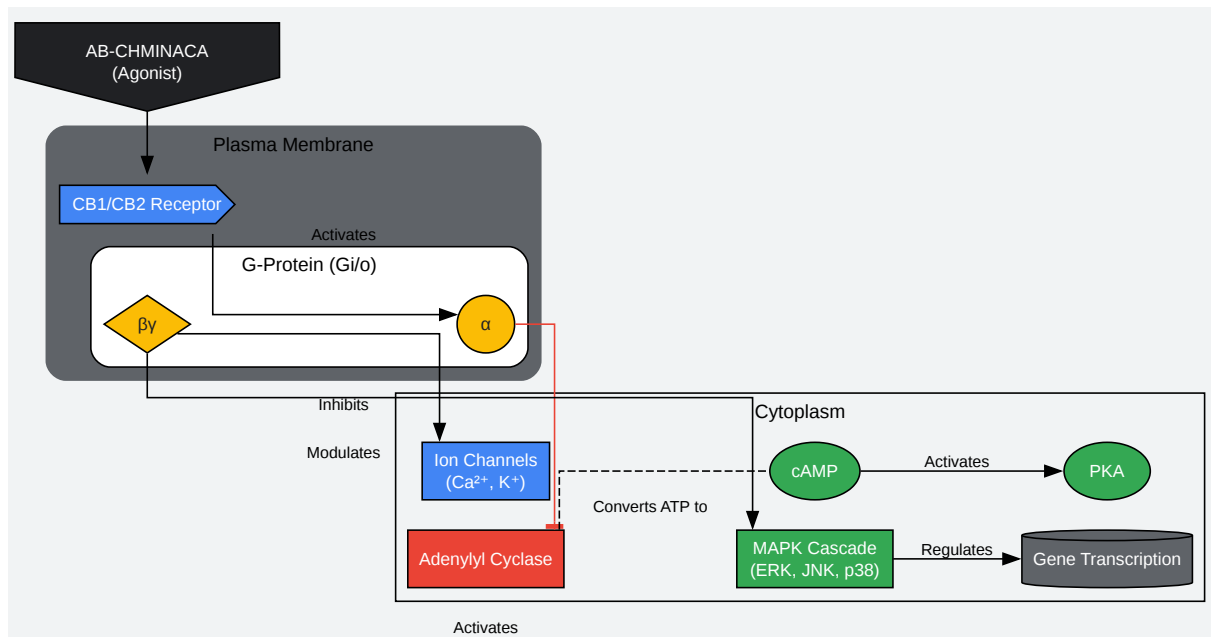 AB-CHMINACA
(Agonist)
Plasma Membrane
CB1/CB2 Receptor
Activates
G-Protein (Gi/o)
βγ
α
Inhibits
Cytoplasm
Modulates
Ion Channels
(Ca²⁺, K⁺)
cAMP
Activates
PKA
Converts ATP to
Adenylyl Cyclase
MAPK Cascade
(ERK, JNK, p38)
Regulates
Gene Transcription
Activates